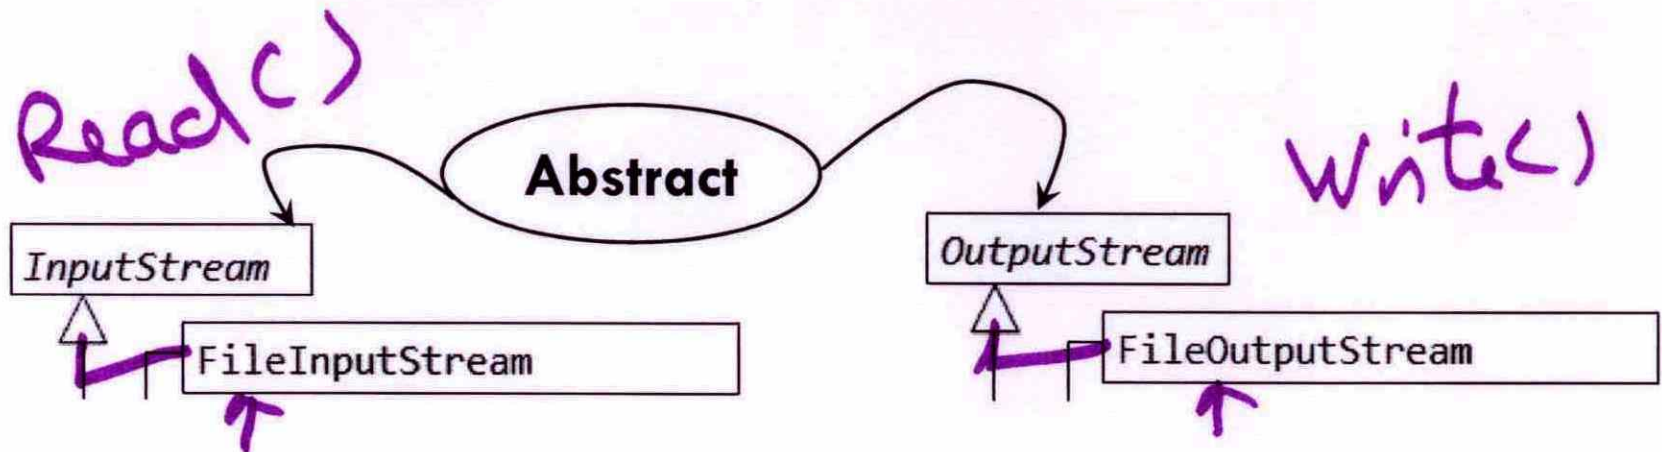 Read()
Abstract
Write()
InputStream
OutputStream
FileInputStream
FileOutputStream